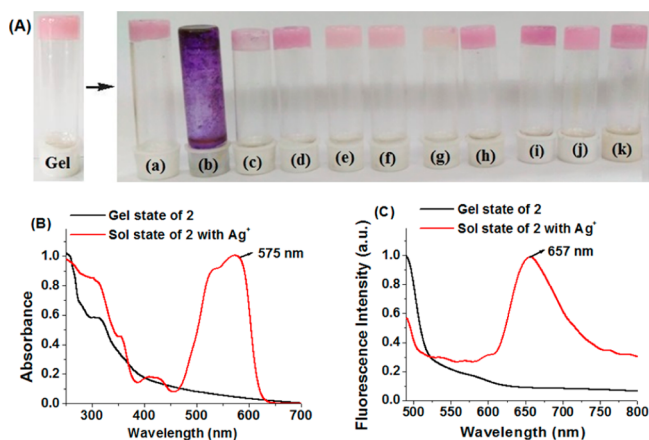 (A)
Gel
(a) (b) (c) (d) (e) (f) (g) (h) (i) (j) (k)
(B)
Gel state of 2
Sol state of 2 with Ag⁺
575 nm
1.0
0.8
0.6
0.4
0.2
0.0
Absorbance
300 400 500 600 700
Wavelength (nm)
(C)
Gel state of 2
Sol state of 2 with Ag⁺
657 nm
1.0
0.8
0.6
0.4
0.2
0.0
Fluorescence Intensity (a.u.)
500 550 600 650 700 750 800
Wavelength (nm)